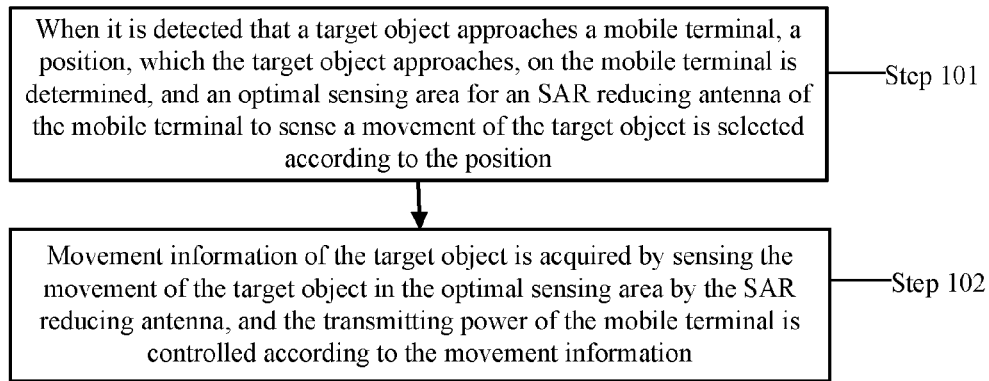 When it is detected that a target object approaches a mobile terminal, a
position, which the target object approaches, on the mobile terminal is
determined, and an optimal sensing area for an SAR reducing antenna of
the mobile terminal to sense a movement of the target object is selected
according to the position
Step 101
Movement information of the target object is acquired by sensing the
movement of the target object in the optimal sensing area by the SAR
reducing antenna, and the transmitting power of the mobile terminal is
controlled according to the movement information
Step 102